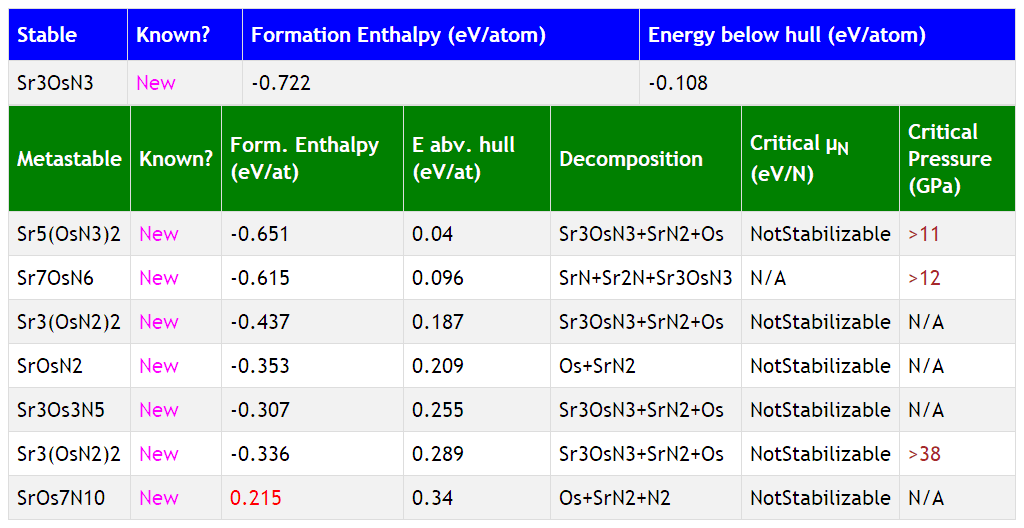 Stable Known? Formation Enthalpy (eV/atom) Energy below hull (eV/atom)
Sr3OsN3 New -0.722 -0.108
Metastable Known? Form. Enthalpy (eV/at) E abv. hull (eV/at) Decomposition Critical μN (eV/N) Critical Pressure (GPa)
Sr5(OsN3)2 New -0.651 0.04 Sr3OsN3+SrN2+Os NotStabilizable >11
Sr7OsN6 New -0.615 0.096 SrN+Sr2N+Sr3OsN3 N/A >12
Sr3(OsN2)2 New -0.437 0.187 Sr3OsN3+SrN2+Os NotStabilizable N/A
SrOsN2 New -0.353 0.209 Os+SrN2 NotStabilizable N/A
Sr3Os3N5 New -0.307 0.255 Sr3OsN3+SrN2+Os NotStabilizable N/A
Sr3(OsN2)2 New -0.336 0.289 Sr3OsN3+SrN2+Os NotStabilizable >38
SrOs7N10 New 0.215 0.34 Os+SrN2+N2 NotStabilizable N/A